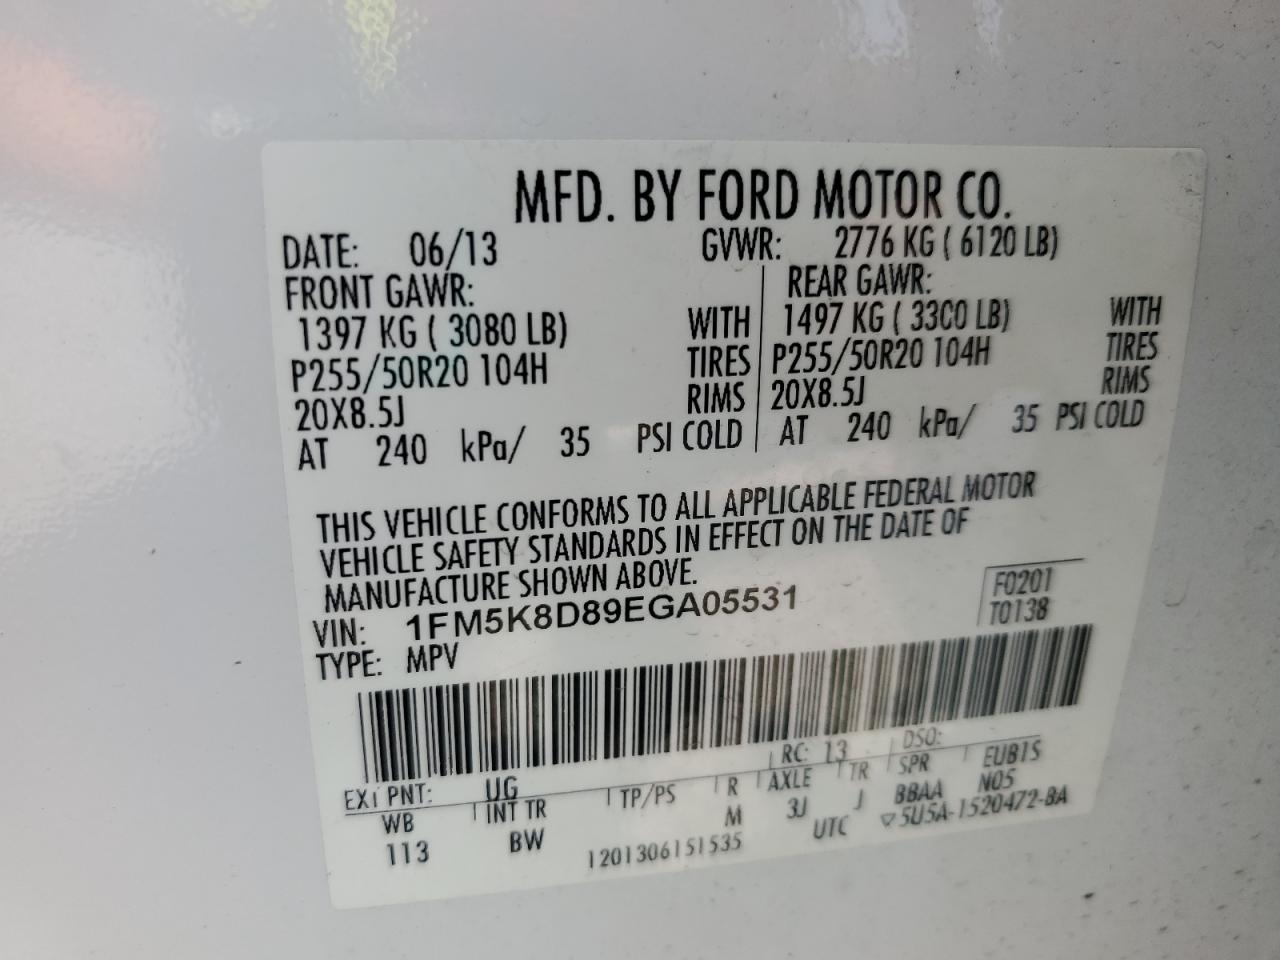 MFD. BY FORD MOTOR CO.
DATE: 06/13 GVWR: 2776 KG ( 6120 LB)
FRONT GAWR: REAR GAWR:
1397 KG ( 3080 LB) WITH 1497 KG ( 3300 LB) WITH
P255/50R20 104H TIRES P255/50R20 104H TIRES
20X8.5J RIMS 20X8.5J RIMS
AT 240 kPa/ 35 PSI COLD AT 240 kPa/ 35 PSI COLD
THIS VEHICLE CONFORMS TO ALL APPLICABLE FEDERAL MOTOR
VEHICLE SAFETY STANDARDS IN EFFECT ON THE DATE OF
MANUFACTURE SHOWN ABOVE.
VIN: 1FM5K8D89EGA05531
F0201
TYPE: MPV
T0138
EXT PNT: UG RC: 13 DSO:
WB INT TR TP/PS R AXLE TR SPR EUB1S
113 BW M 3J J BBAA N05
1201306151535 UTC ▽5U5A-1520472-BA